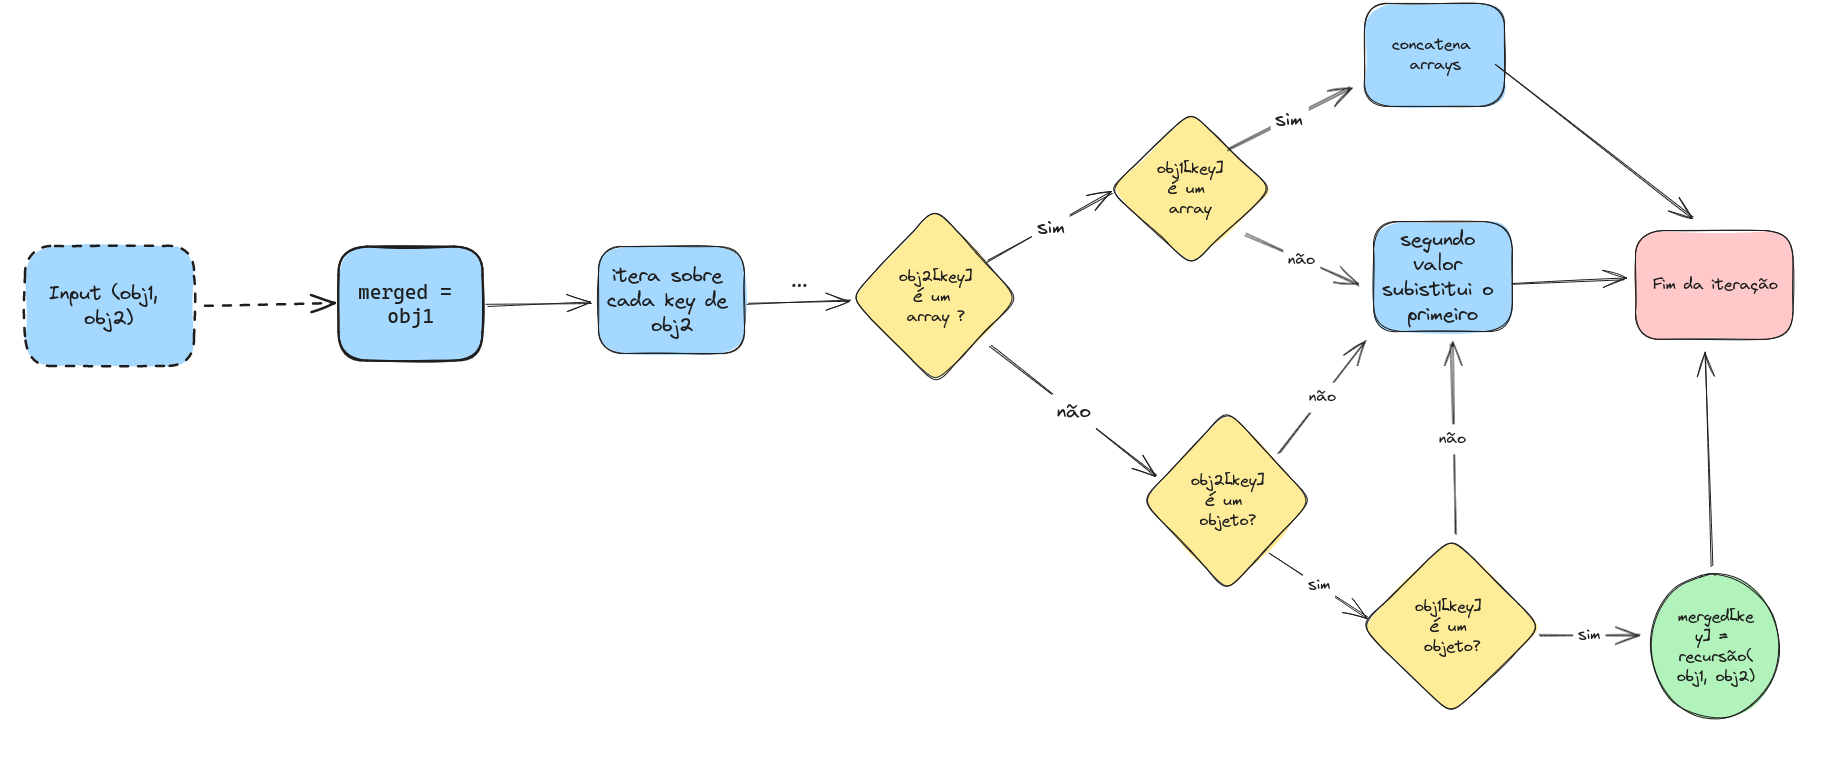 Input (obj1,
obj2)
merged =
obj1
itera sobre
cada key de
obj2
...
obj2[key]
é um
array ?
Sim
não
obj1[key]
é um
array
Sim
não
concatena
arrays
segundo
valor
subistitui o
primeiro
Fim da iteração
obj2[key]
é um
objeto?
não
Sim
obj1[key]
é um
objeto?
não
Sim
merged[ke
y] =
recursão(
obj1, obj2)